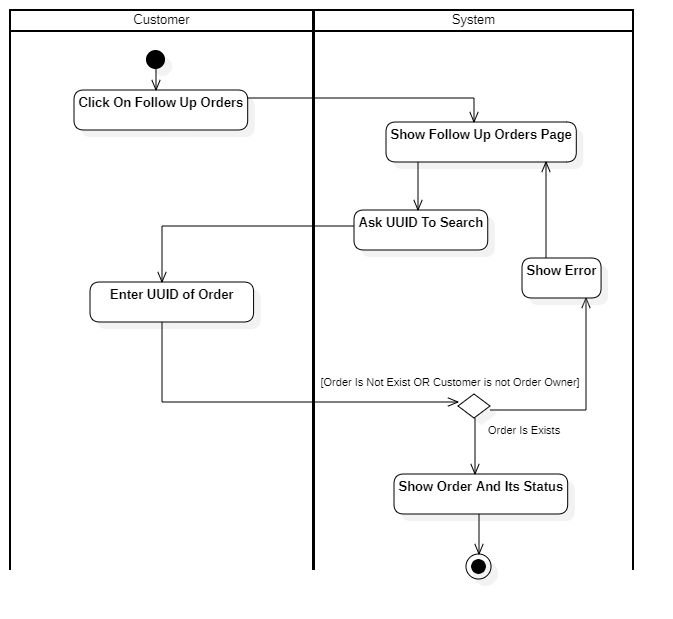 Customer
System
Click On Follow Up Orders
Show Follow Up Orders Page
Ask UUID To Search
Show Error
Enter UUID of Order
[Order Is Not Exist OR Customer is not Order Owner]
Order Is Exists
Show Order And Its Status